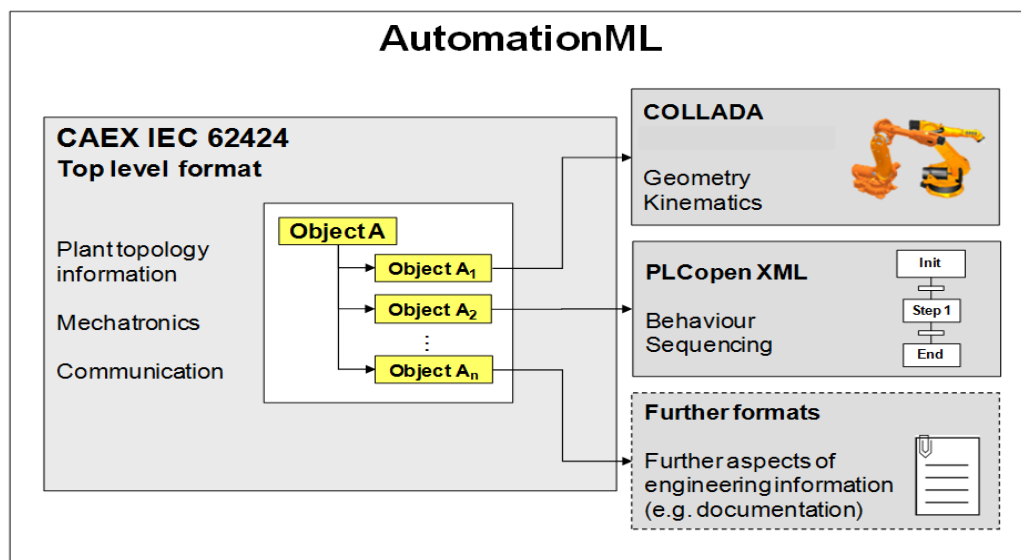 AutomationML
CAEX IEC 62424
Top level format
Plant topology
information
Mechatronics
Communication
Object A
Object A₁
Object A₂
⋮
Object Aₙ
COLLADA
Geometry
Kinematics
PLCopen XML
Behaviour
Sequencing
Init
Step 1
End
Further formats
Further aspects of
engineering information
(e.g. documentation)